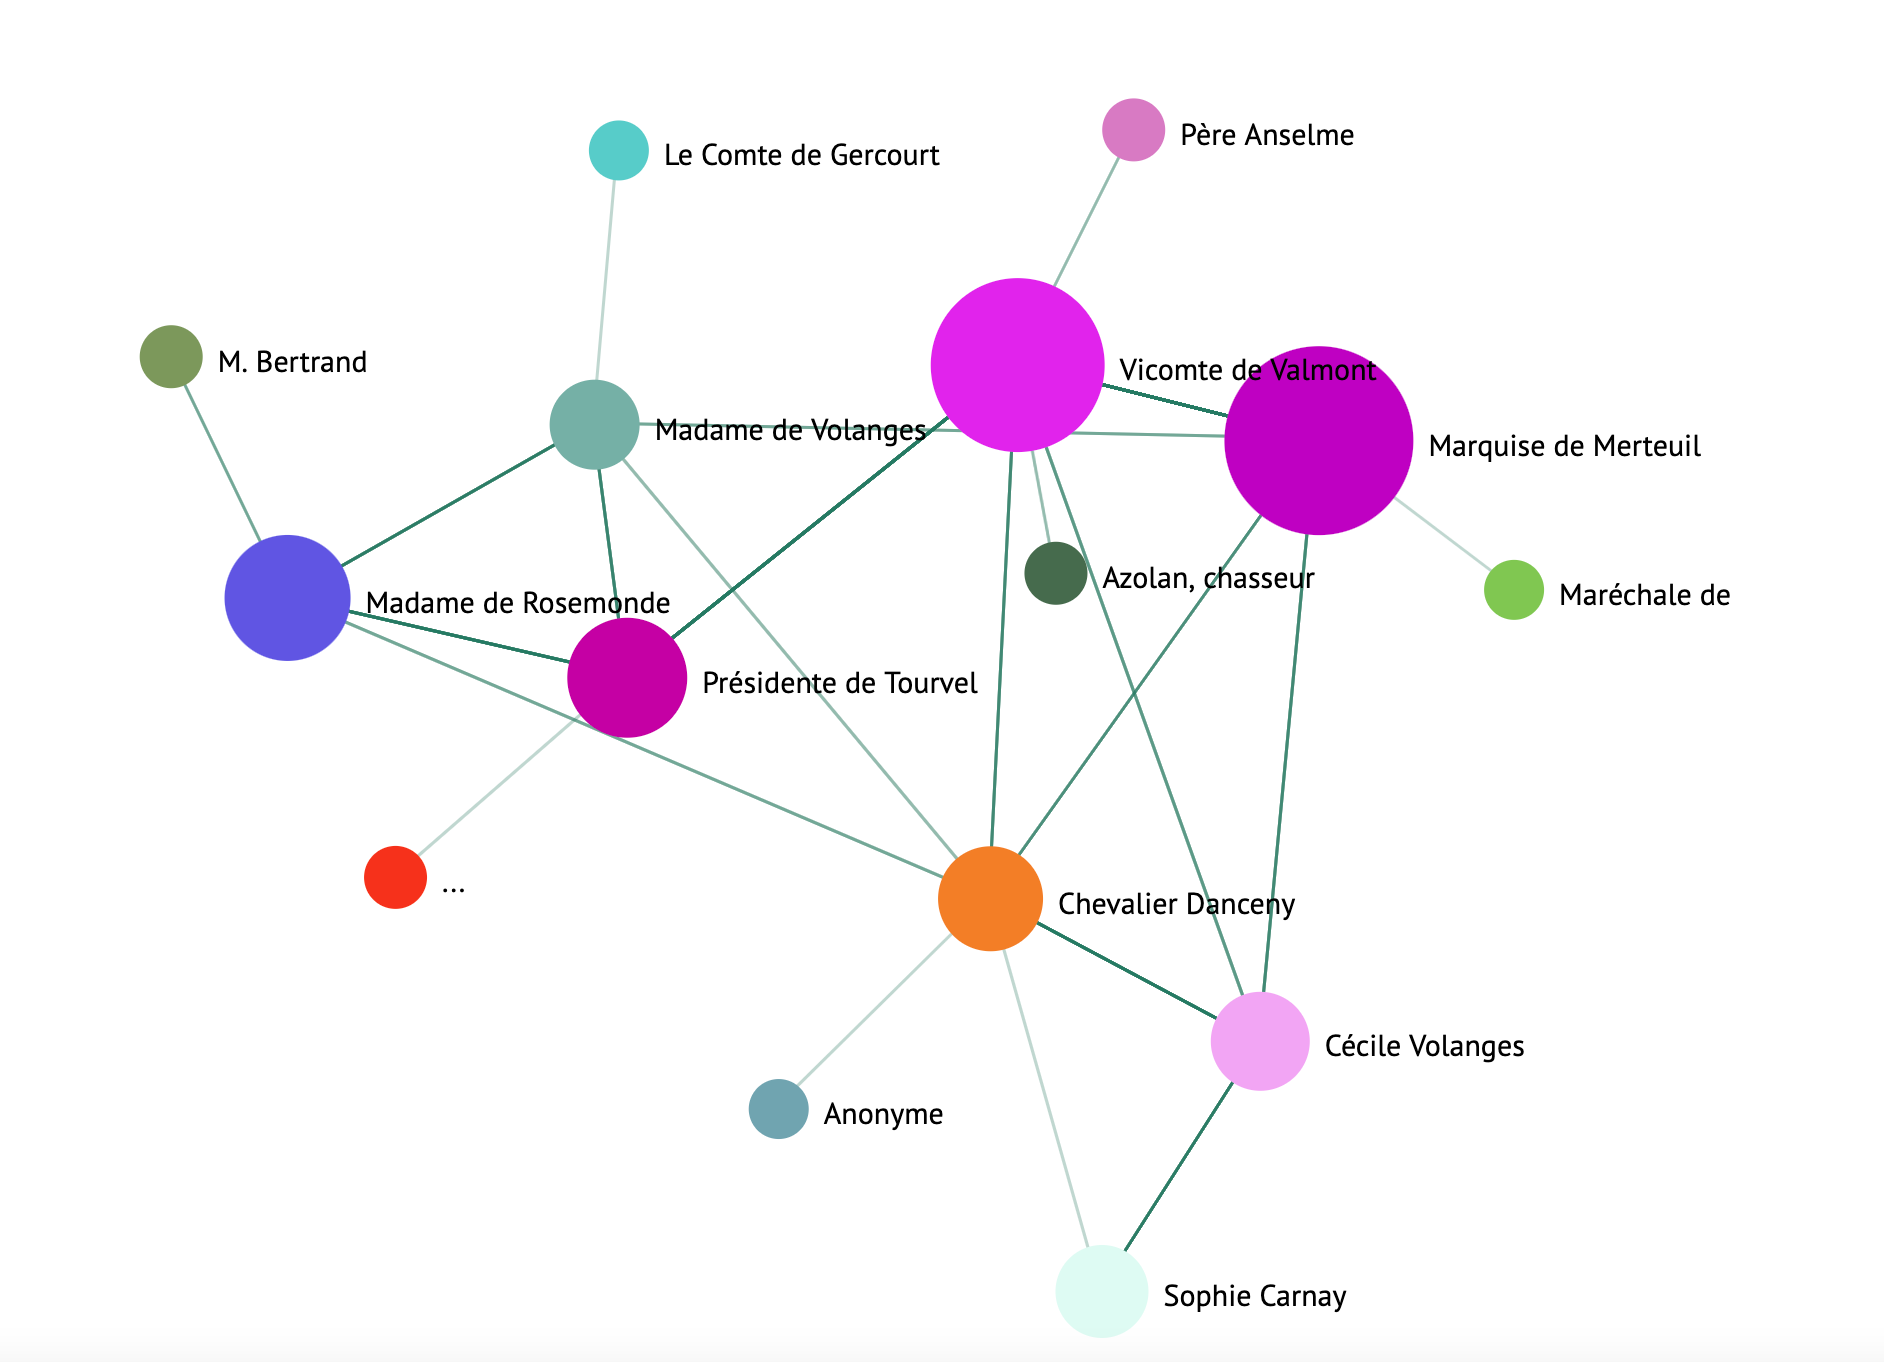 Père Anselme
Le Comte de Gercourt
M. Bertrand
Vicomte de Valmont
Madame de Volanges
Marquise de Merteuil
Azolan, chasseur
Maréchale de
Madame de Rosemonde
Présidente de Tourvel
...
Chevalier Danceny
Cécile Volanges
Anonyme
Sophie Carnay